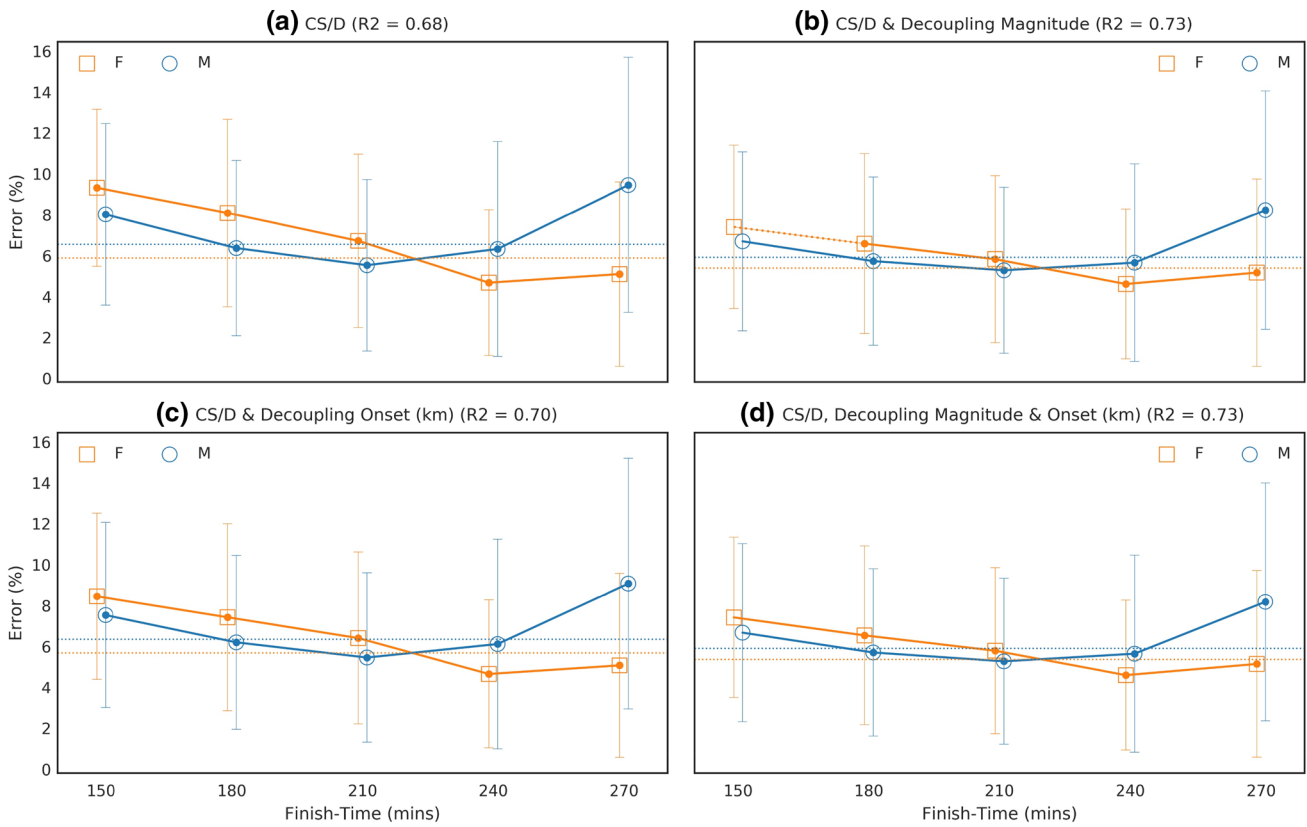 (a) CS/D (R2 = 0.68)
(b) CS/D & Decoupling Magnitude (R2 = 0.73)
F M
F M
16
14
12
10
8
6
4
2
0
Error (%)
(c) CS/D & Decoupling Onset (km) (R2 = 0.70)
(d) CS/D, Decoupling Magnitude & Onset (km) (R2 = 0.73)
F M
F M
16
14
12
10
8
6
4
2
0
Error (%)
150 180 210 240 270
150 180 210 240 270
Finish-Time (mins)
Finish-Time (mins)